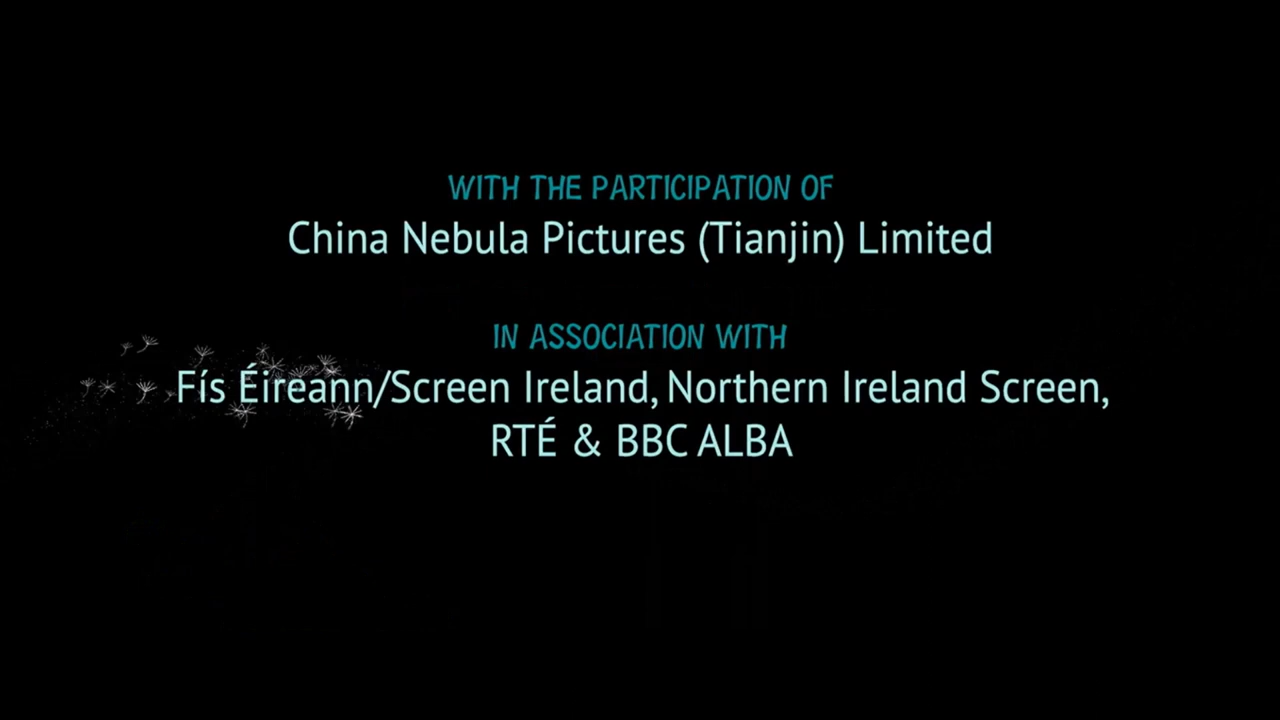 WITH THE PARTICIPATION OF
China Nebula Pictures (Tianjin) Limited
IN ASSOCIATION WITH
Fís Éireann/Screen Ireland, Northern Ireland Screen,
RTÉ & BBC ALBA